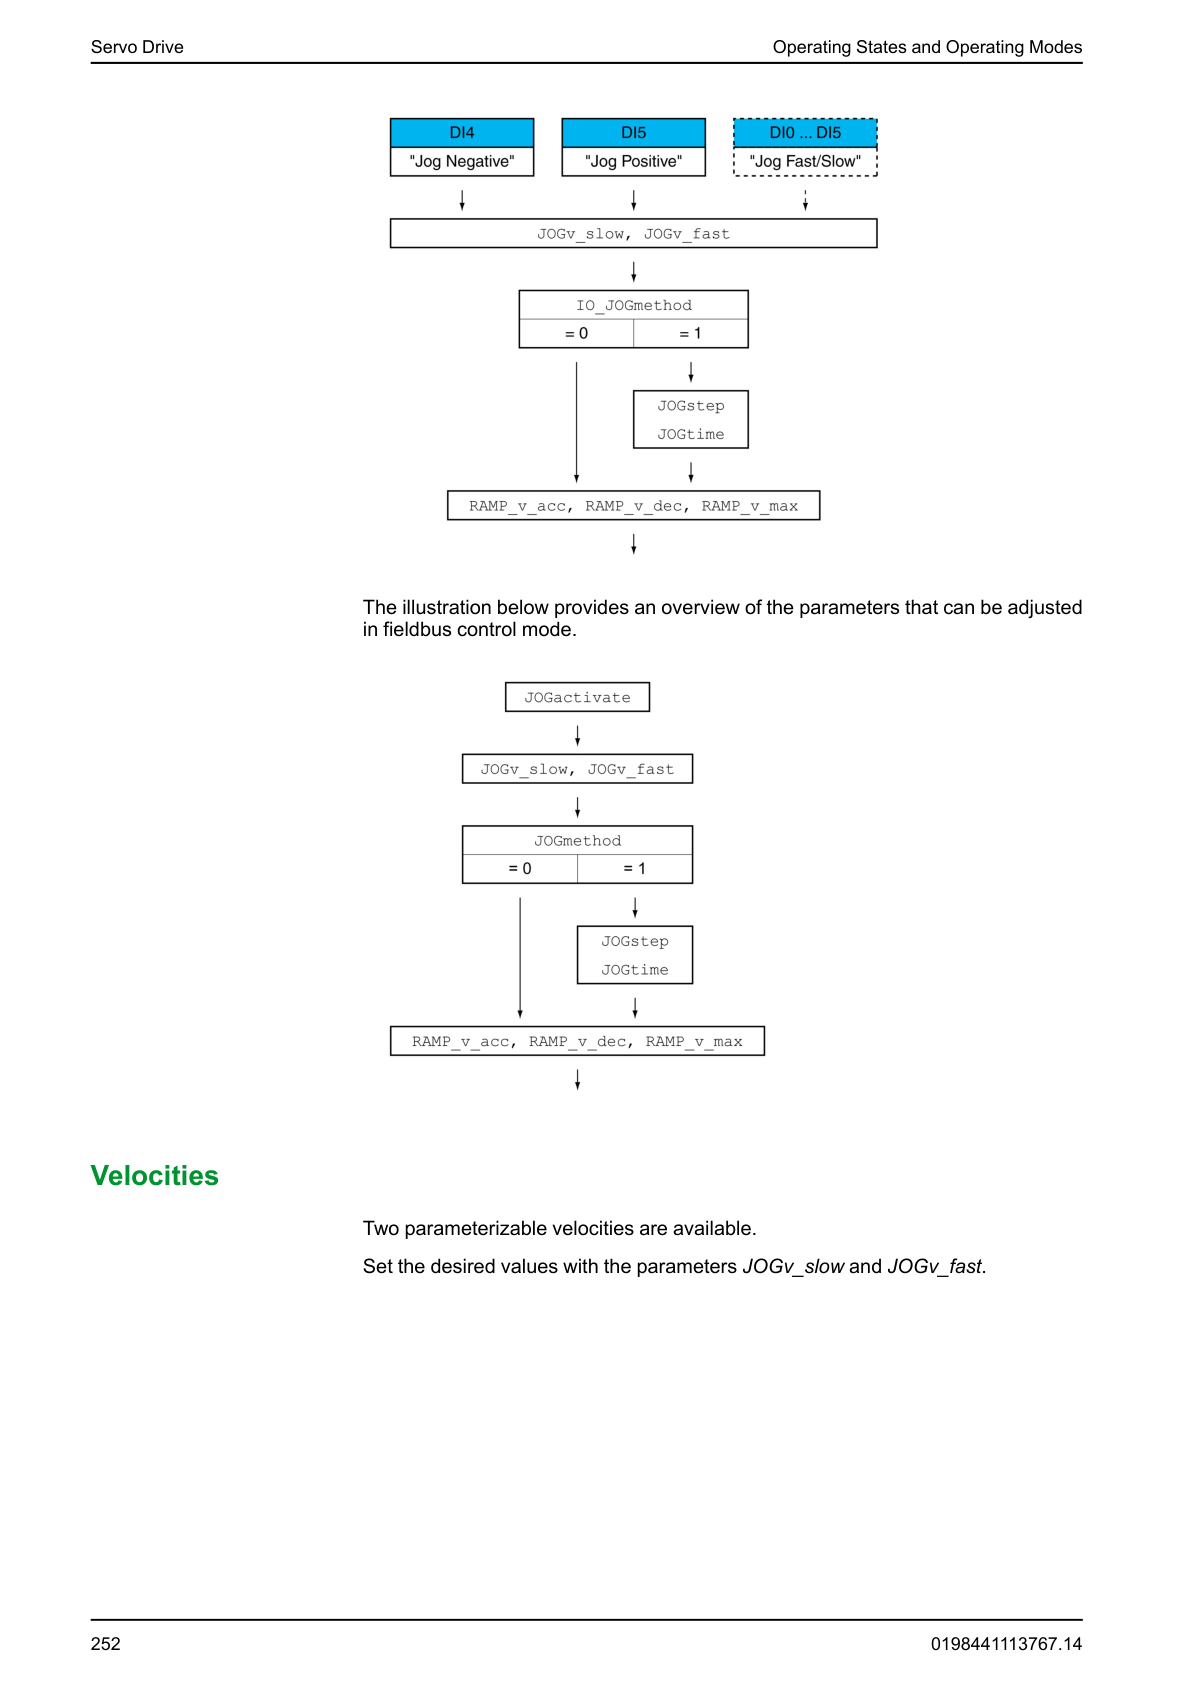 Servo Drive
Operating States and Operating Modes
DI4
DI5
DI0 ... DI5
"Jog Negative"
"Jog Positive"
"Jog Fast/Slow"
JOGv_slow, JOGv_fast
IO_JOGmethod
= 0
= 1
JOGstep
JOGtime
RAMP_v_acc, RAMP_v_dec, RAMP_v_max
The illustration below provides an overview of the parameters that can be adjusted
in fieldbus control mode.
JOGactivate
JOGv_slow, JOGv_fast
JOGmethod
= 0
= 1
JOGstep
JOGtime
RAMP_v_acc, RAMP_v_dec, RAMP_v_max
Velocities
Two parameterizable velocities are available.
Set the desired values with the parameters JOGv_slow and JOGv_fast.
252
0198441113767.14